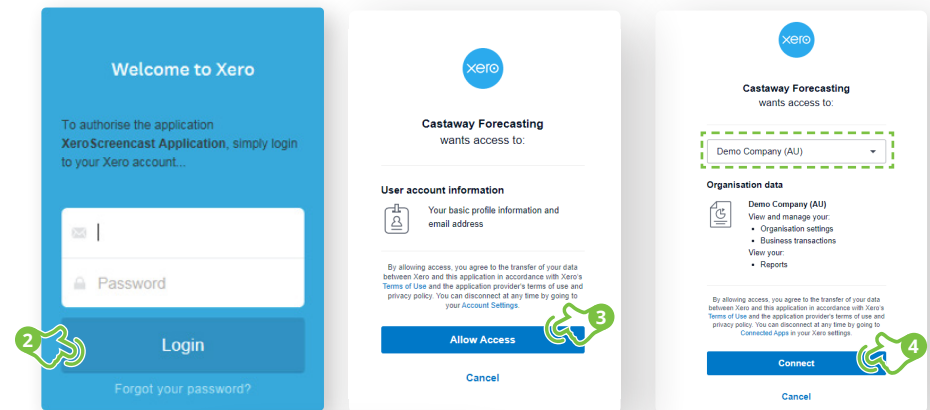 Welcome to Xero
To authorise the application
Xero Screencast Application, simply login
to your Xero account...
Password
2
Login
Forgot your password?
xero
Castaway Forecasting
wants access to:
User account information
Your basic profile information and
email address
By allowing access, you agree to the transfer of your data
between Xero and this application in accordance with Xero's
Terms of Use and the application provider's terms of use and
privacy policy. You can disconnect at any time by going to
your Account Settings.
3
Allow Access
Cancel
xero
Castaway Forecasting
wants access to:
Demo Company (AU)
Organisation data
Demo Company (AU)
View and manage your:
• Organisation settings
• Business transactions
View your:
• Reports
By allowing access, you agree to the transfer of your data
between Xero and this application in accordance with Xero's
Terms of Use and the application provider's terms of use and
privacy policy. You can disconnect at any time by going to
Connected Apps in your Xero settings.
4
Connect
Cancel